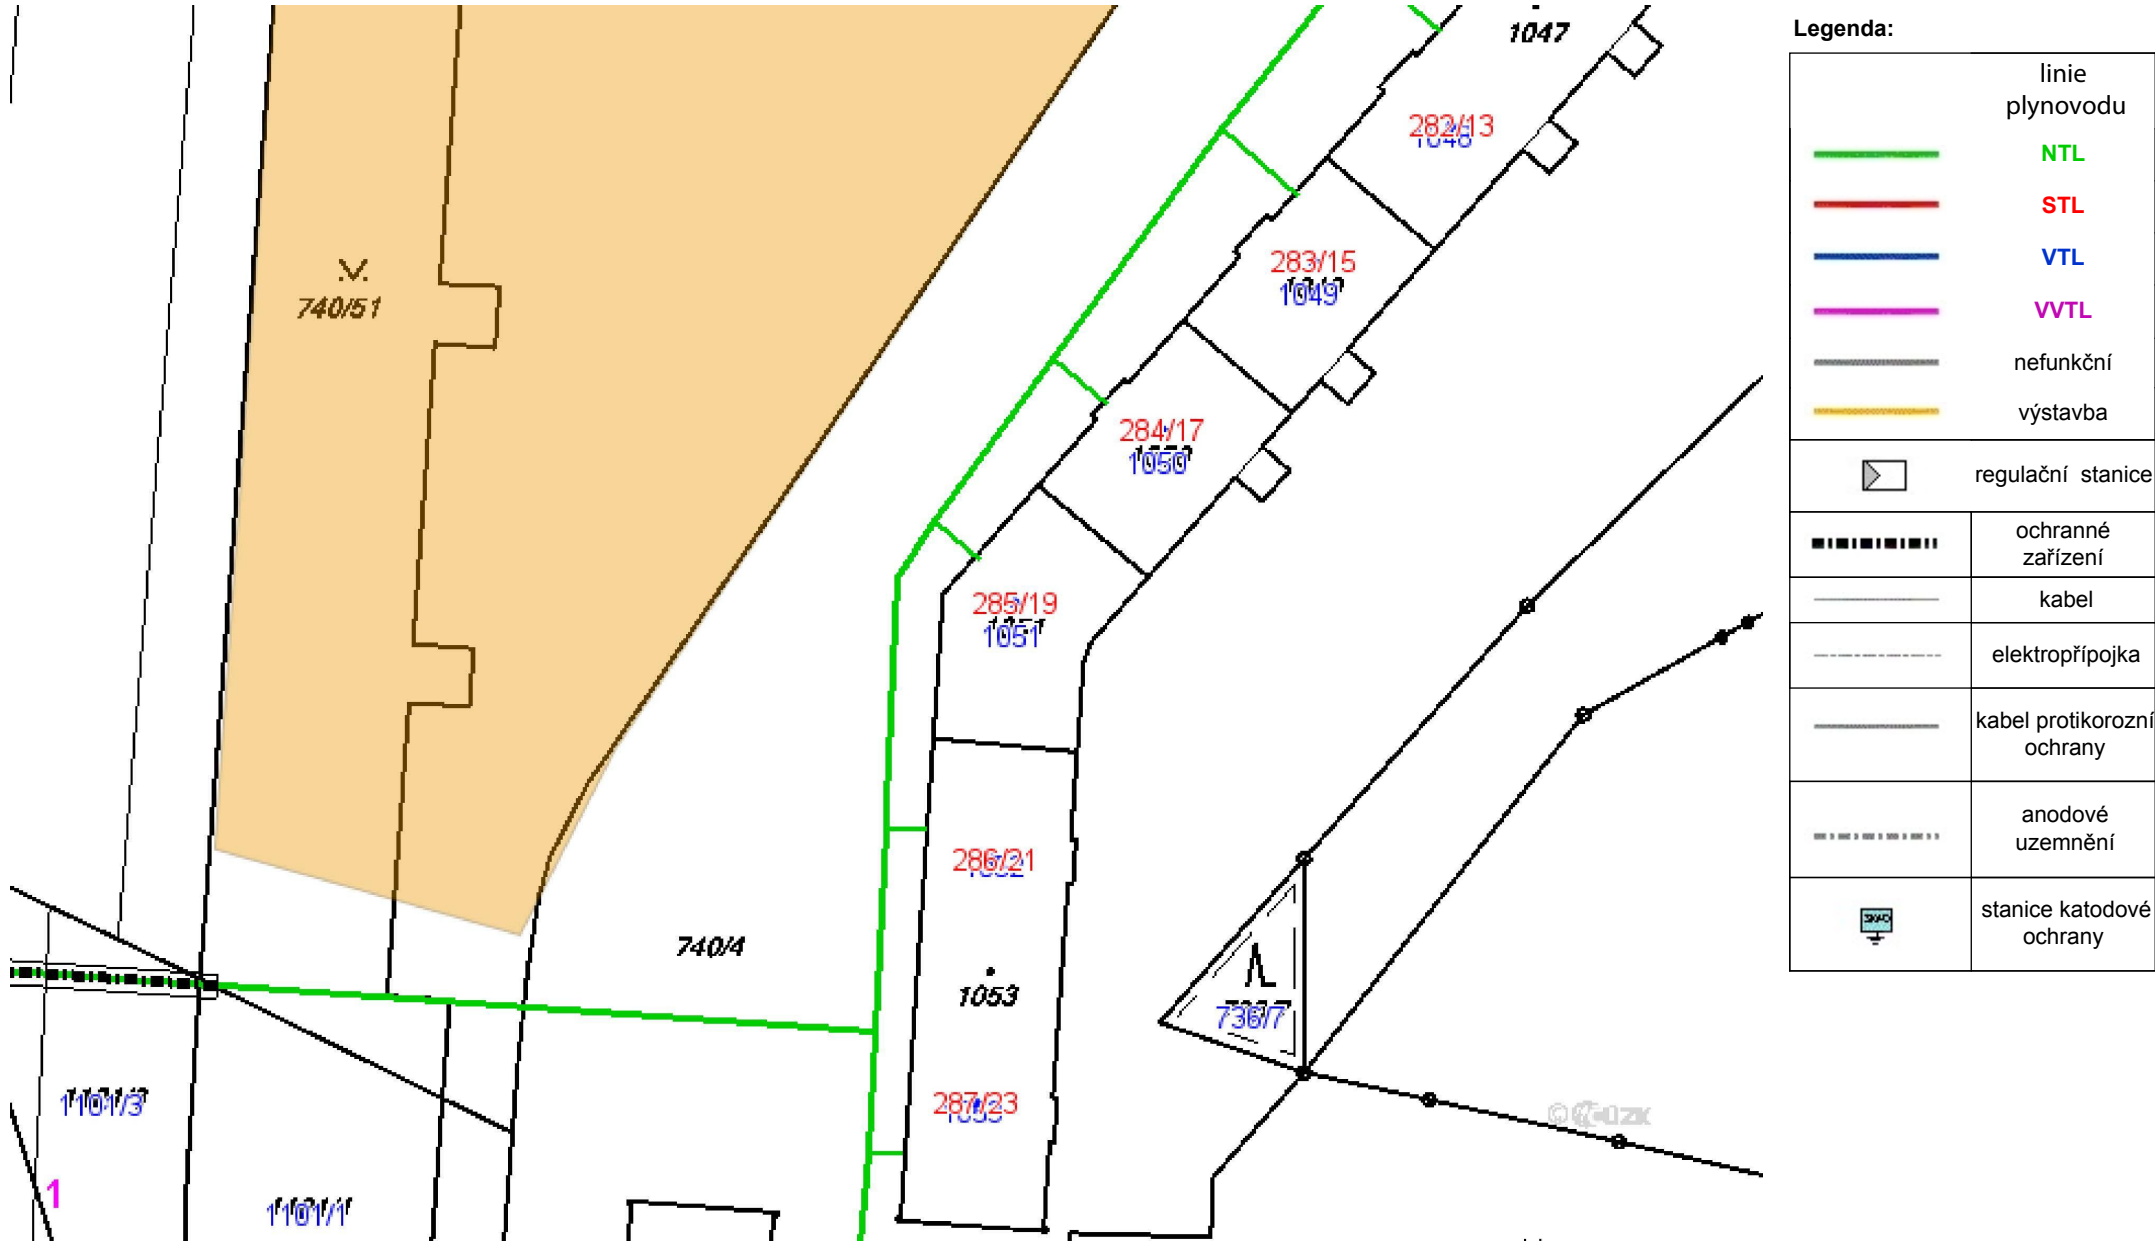 1047
282/13
1048
283/15
1049
740/51
284/17
1050
285/19
1051
286/21
740/4
1053
287/23
736/7
1101/3
1
1101/1
Legenda:
linie
plynovodu
NTL
STL
VTL
VVTL
nefunkční
výstavba
regulační stanice
ochranné
zařízení
kabel
elektropřípojka
kabel protikorozní
ochrany
anodové
uzemnění
stanice katodové
ochrany